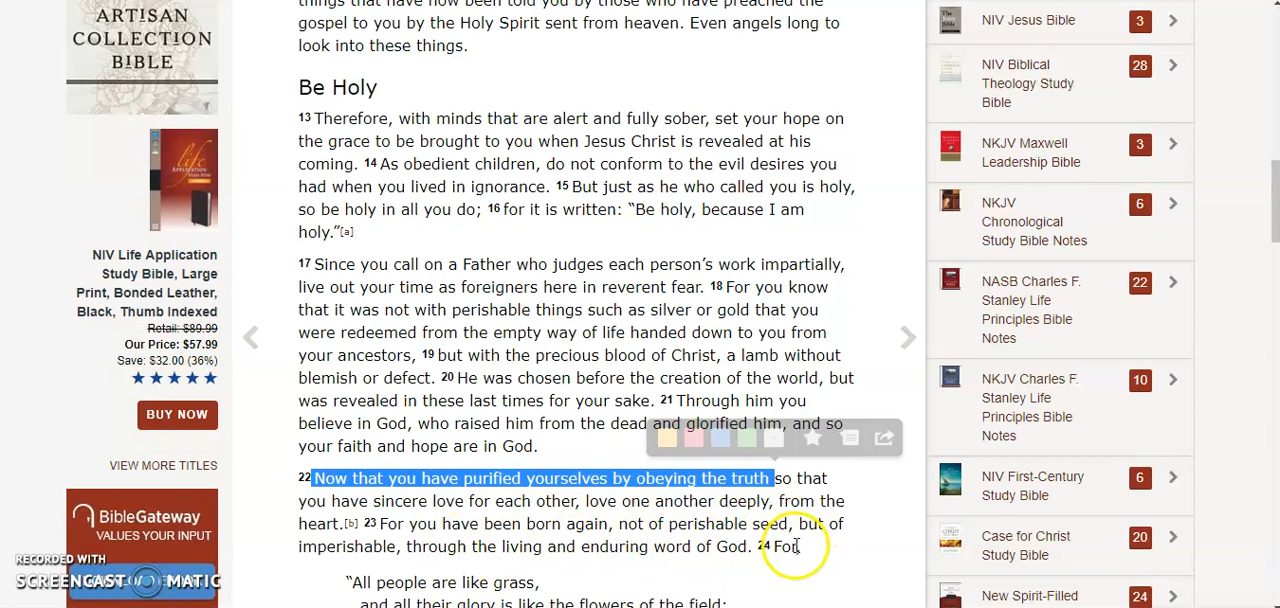 ARTISAN
COLLECTION
BIBLE
NIV Life Application
Study Bible, Large
Print, Bonded Leather,
Black, Thumb Indexed
Retail: $89.99
Our Price: $57.99
Save: $32.00 (36%)
BUY NOW
VIEW MORE TITLES
BibleGateway
VALUES YOUR INPUT
RECORDED WITH
SCREENCAST MATIC
things that have now been told you by those who have preached the
gospel to you by the Holy Spirit sent from heaven. Even angels long to
look into these things.
Be Holy
13 Therefore, with minds that are alert and fully sober, set your hope on
the grace to be brought to you when Jesus Christ is revealed at his
coming. 14 As obedient children, do not conform to the evil desires you
had when you lived in ignorance. 15 But just as he who called you is holy,
so be holy in all you do; 16 for it is written: “Be holy, because I am
holy.”[a]
17 Since you call on a Father who judges each person’s work impartially,
live out your time as foreigners here in reverent fear. 18 For you know
that it was not with perishable things such as silver or gold that you
were redeemed from the empty way of life handed down to you from
your ancestors, 19 but with the precious blood of Christ, a lamb without
blemish or defect. 20 He was chosen before the creation of the world, but
was revealed in these last times for your sake. 21 Through him you
believe in God, who raised him from the dead and glorified him, and so
your faith and hope are in God.
22 Now that you have purified yourselves by obeying the truth so that
you have sincere love for each other, love one another deeply, from the
heart.[b] 23 For you have been born again, not of perishable seed, but of
imperishable, through the living and enduring word of God. 24 For,
“All people are like grass,
and all their glory is like the flowers of the field;
NIV Jesus Bible 3
NIV Biblical 28
Theology Study
Bible
NKJV Maxwell 3
Leadership Bible
NKJV 6
Chronological
Study Bible Notes
NASB Charles F. 22
Stanley Life
Principles Bible
Notes
NKJV Charles F. 10
Stanley Life
Principles Bible
Notes
NIV First-Century 6
Study Bible
Case for Christ 20
Study Bible
New Spirit-Filled 24